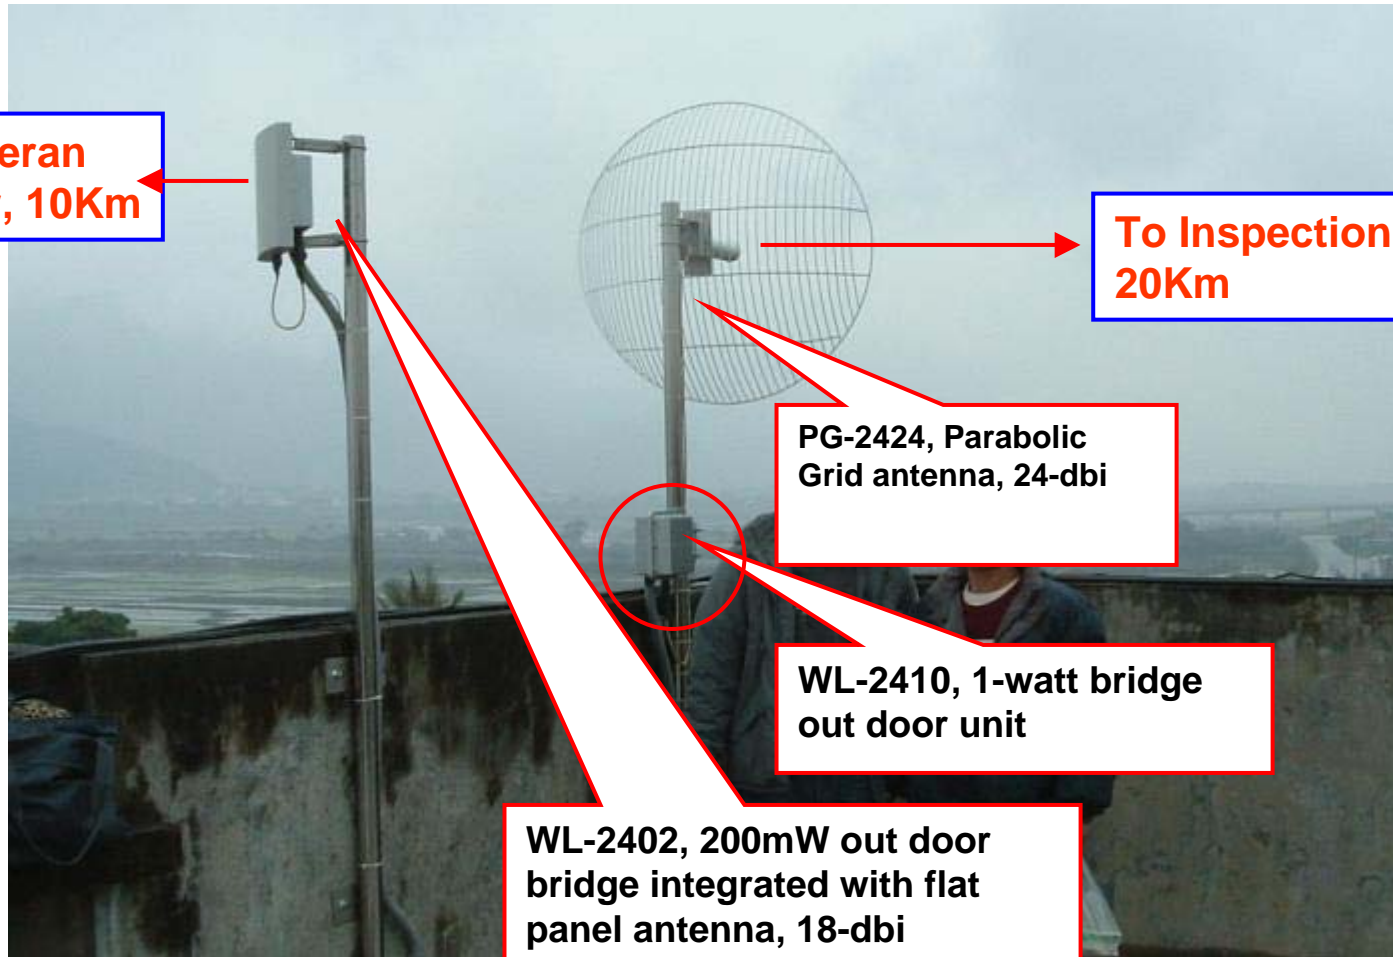 10Km
To Inspection
20Km
PG-2424, Parabolic
Grid antenna, 24-dbi
WL-2410, 1-watt bridge
out door unit
WL-2402, 200mW out door
bridge integrated with flat
panel antenna, 18-dbi